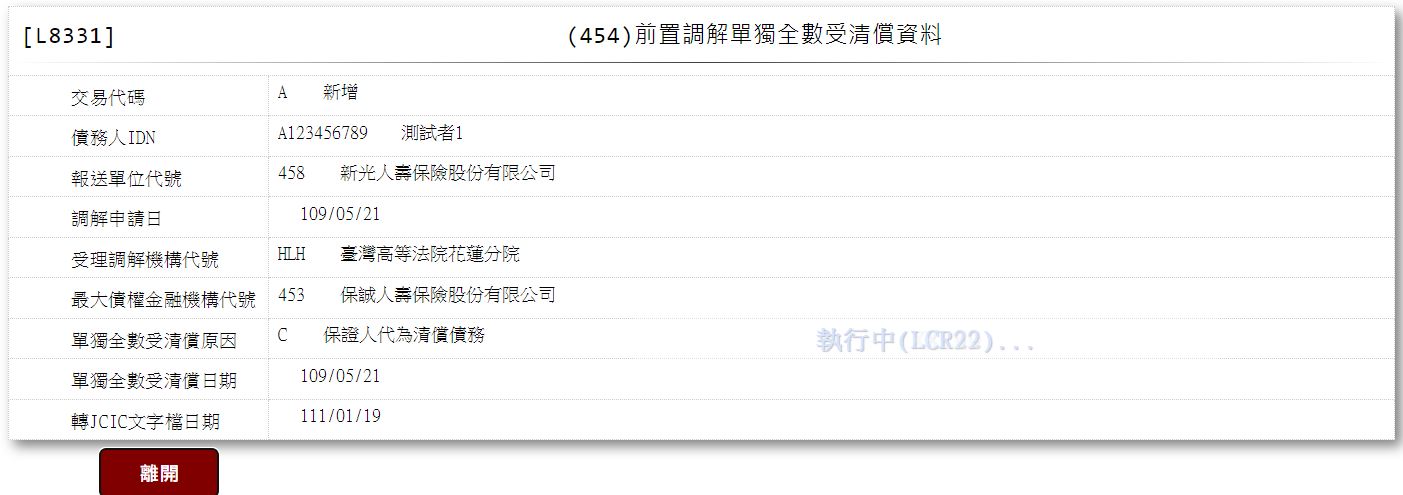 [L8331] (454)前置調解單獨全數受清償資料
交易代碼 A 新增
債務人IDN A123456789 測試者1
報送單位代號 458 新光人壽保險股份有限公司
調解申請日 109/05/21
受理調解機構代號 HLH 臺灣高等法院花蓮分院
最大債權金融機構代號 453 保誠人壽保險股份有限公司
單獨全數受清償原因 C 保證人代為清償債務 執行中(LCR22)...
單獨全數受清償日期 109/05/21
轉JCIC文字檔日期 111/01/19
離開